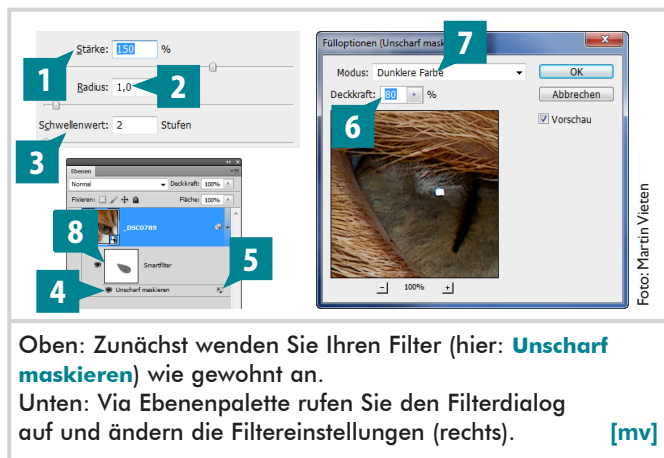 Stärke: 150 %
1
Radius: 1,0
2
Schwellenwert: 2 Stufen
3
Ebenen
Normal Deckkraft: 100%
Fixieren: Fläche: 100%
_DSC0789
8
Smartfilter
5
4
Unscharf maskieren
Fülloptionen (Unscharf mask
7
Modus: Dunklere Farbe
OK
Deckkraft: 80 %
Abbrechen
6
Vorschau
- 100% +
Foto: Martin Vieten
Oben: Zunächst wenden Sie Ihren Filter (hier: Unscharf
maskieren) wie gewohnt an.
Unten: Via Ebenenpalette rufen Sie den Filterdialog
auf und ändern die Filtereinstellungen (rechts). [mv]